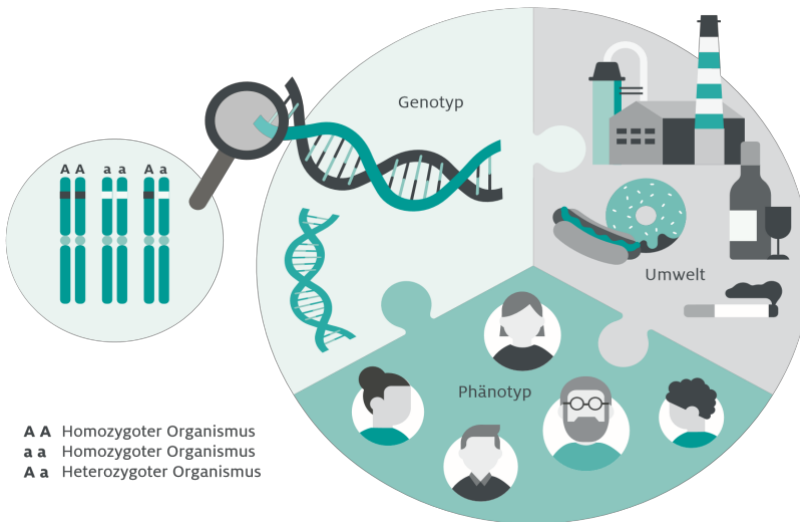 Genotyp
A A a a A a
Umwelt
Phänotyp
A A Homozygoter Organismus
a a Homozygoter Organismus
A a Heterozygoter Organismus